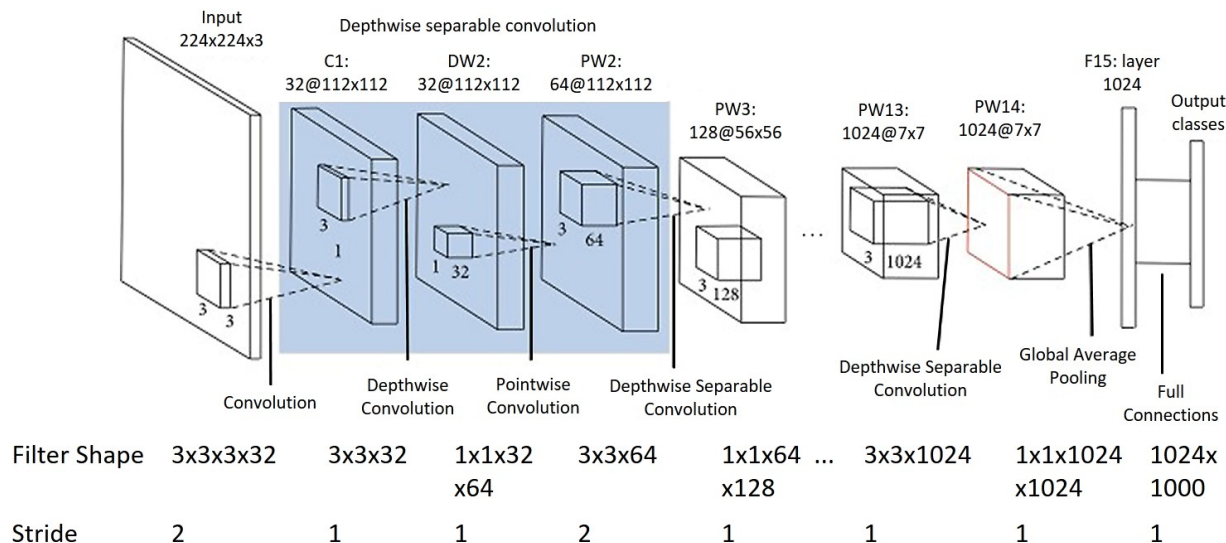 Input
224x224x3
Depthwise separable convolution
C1:
32@112x112
DW2:
32@112x112
PW2:
64@112x112
PW3:
128@56x56
PW13:
1024@7x7
PW14:
1024@7x7
F15: layer
1024
Output
classes
3
3
3
1
1
32
3
64
3
128
...
3
1024
Convolution
Depthwise
Convolution
Pointwise
Convolution
Depthwise Separable
Convolution
Depthwise Separable
Convolution
Global Average
Pooling
Full
Connections
Filter Shape 3x3x3x32 3x3x32 1x1x32 3x3x64 1x1x64 ... 3x3x1024 1x1x1024 1024x
x64 x128 x1024 1000
Stride 2 1 1 2 1 1 1 1